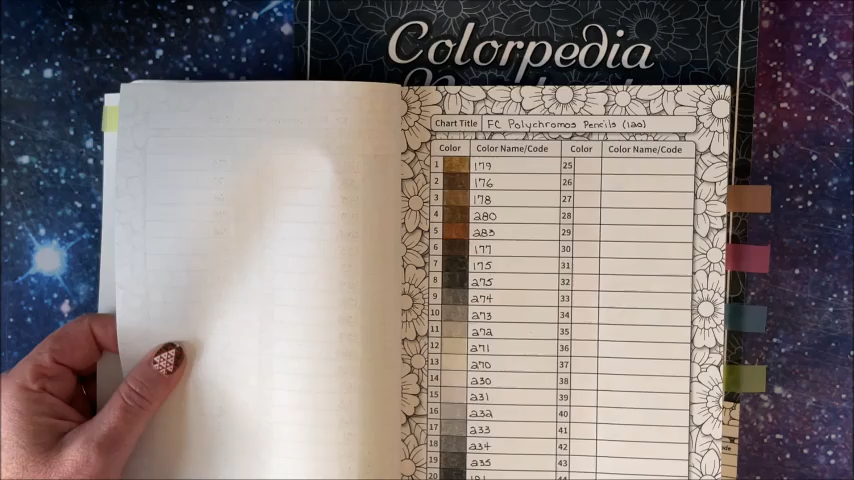 Colorpedia
Chart Title FC Polychromos Pencils (120)
Color Color Name/Code Color Color Name/Code
1 179 25
2 176 26
3 178 27
4 280 28
5 283 29
6 177 30
7 175 31
8 275 32
9 274 33
10 273 34
11 272 35
12 271 36
13 270 37
14 230 38
15 231 39
16 232 40
17 233 41
18 234 42
19 235 43
20